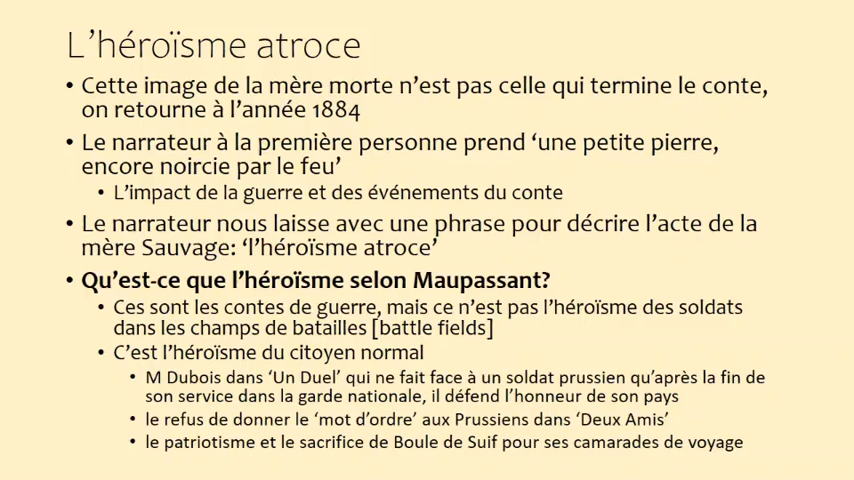 L’héroïsme atroce
• Cette image de la mère morte n’est pas celle qui termine le conte,
on retourne à l’année 1884
• Le narrateur à la première personne prend ‘une petite pierre,
encore noircie par le feu’
• L’impact de la guerre et des événements du conte
• Le narrateur nous laisse avec une phrase pour décrire l’acte de la
mère Sauvage: ‘l’héroïsme atroce’
• Qu’est-ce que l’héroïsme selon Maupassant?
• Ces sont les contes de guerre, mais ce n’est pas l’héroïsme des soldats
dans les champs de batailles [battle fields]
• C’est l’héroïsme du citoyen normal
• M Dubois dans ‘Un Duel’ qui ne fait face à un soldat prussien qu’après la fin de
son service dans la garde nationale, il défend l’honneur de son pays
• le refus de donner le ‘mot d’ordre’ aux Prussiens dans ‘Deux Amis’
• le patriotisme et le sacrifice de Boule de Suif pour ses camarades de voyage